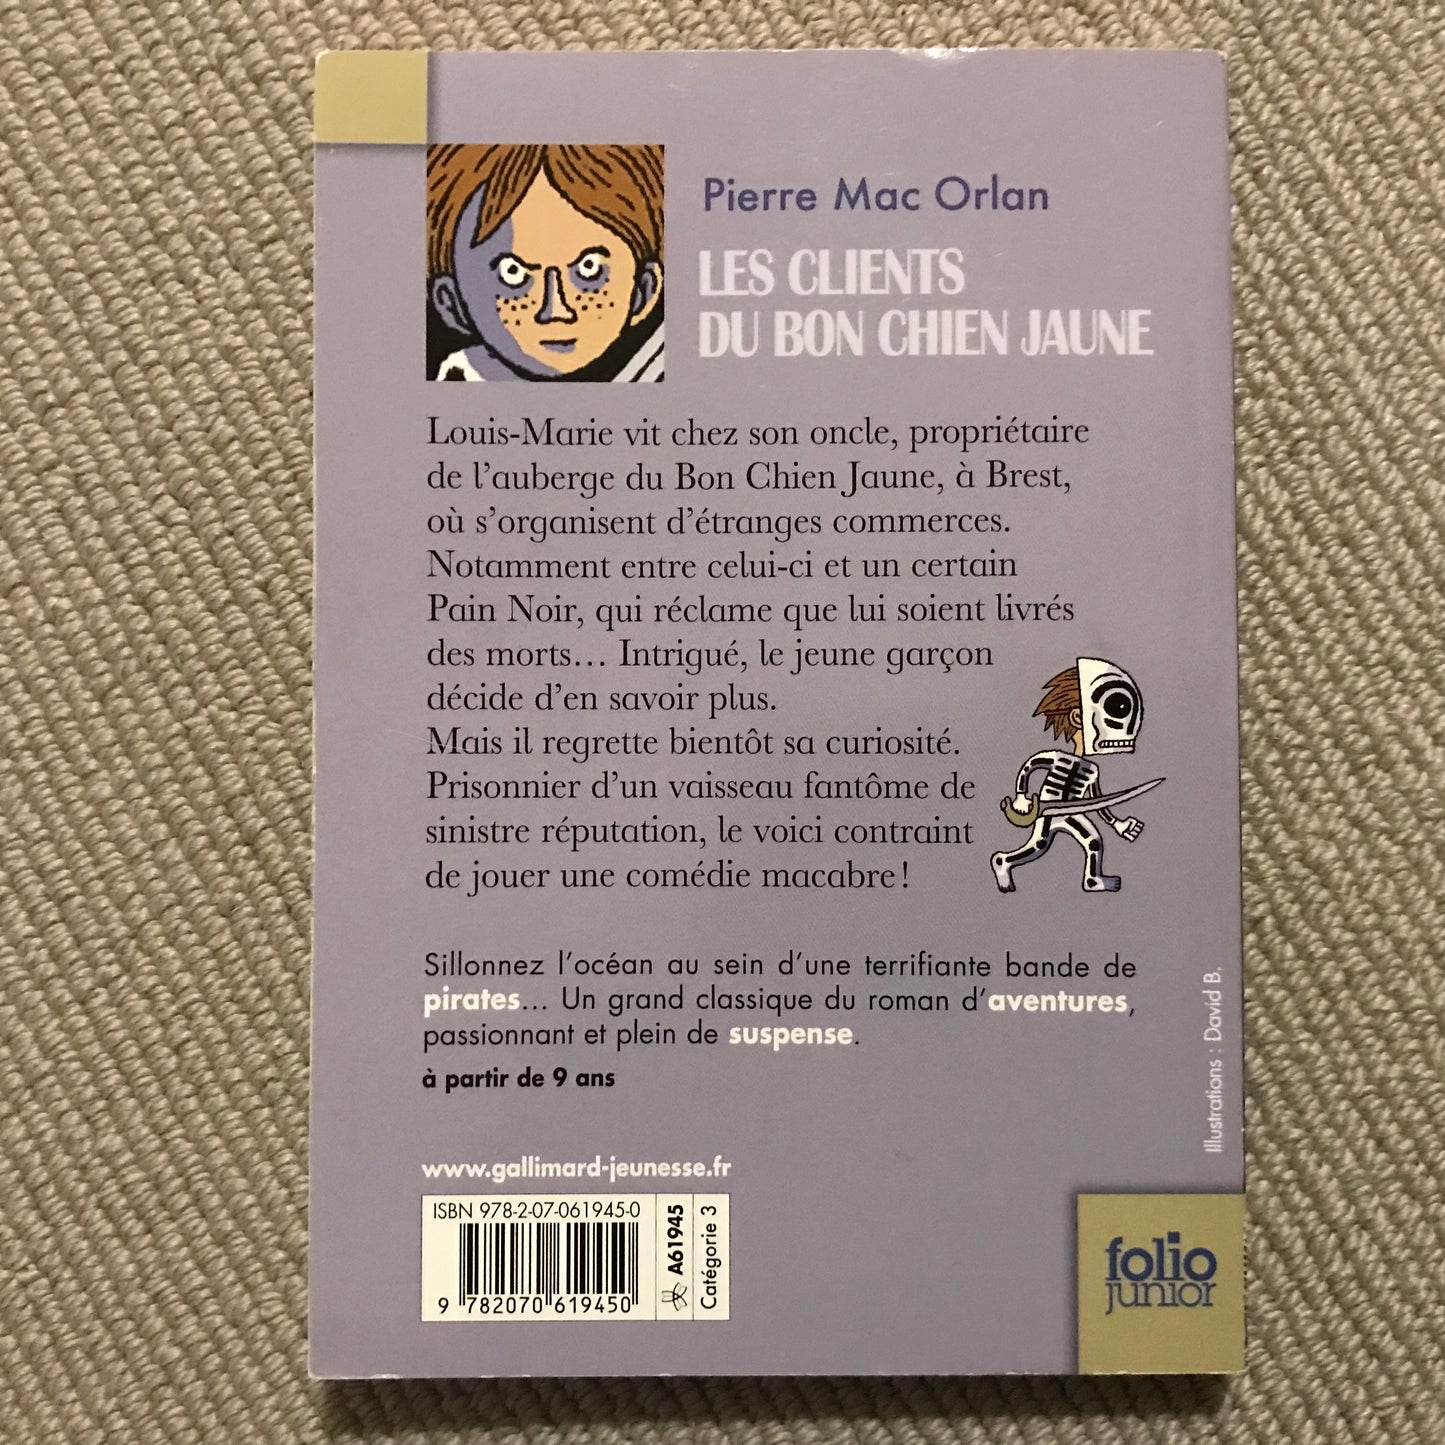 Pierre Mac Orlan
LES CLIENTS
DU BON CHIEN JAUNE
Louis-Marie vit chez son oncle, propriétaire
de l'auberge du Bon Chien Jaune, à Brest,
où s'organisent d'étranges commerces.
Notamment entre celui-ci et un certain
Pain Noir, qui réclame que lui soient livrés
des morts... Intrigué, le jeune garçon
décide d'en savoir plus.
Mais il regrette bientôt sa curiosité.
Prisonnier d'un vaisseau fantôme de
sinistre réputation, le voici contraint
de jouer une comédie macabre !
Sillonnez l'océan au sein d'une terrifiante bande de
pirates... Un grand classique du roman d'aventures,
passionnant et plein de suspense.
à partir de 9 ans
Illustrations : David B.
www.gallimard-jeunesse.fr
ISBN 978-2-07-061945-0
9 782070 619450
A61945
Catégorie 3
folio
junior